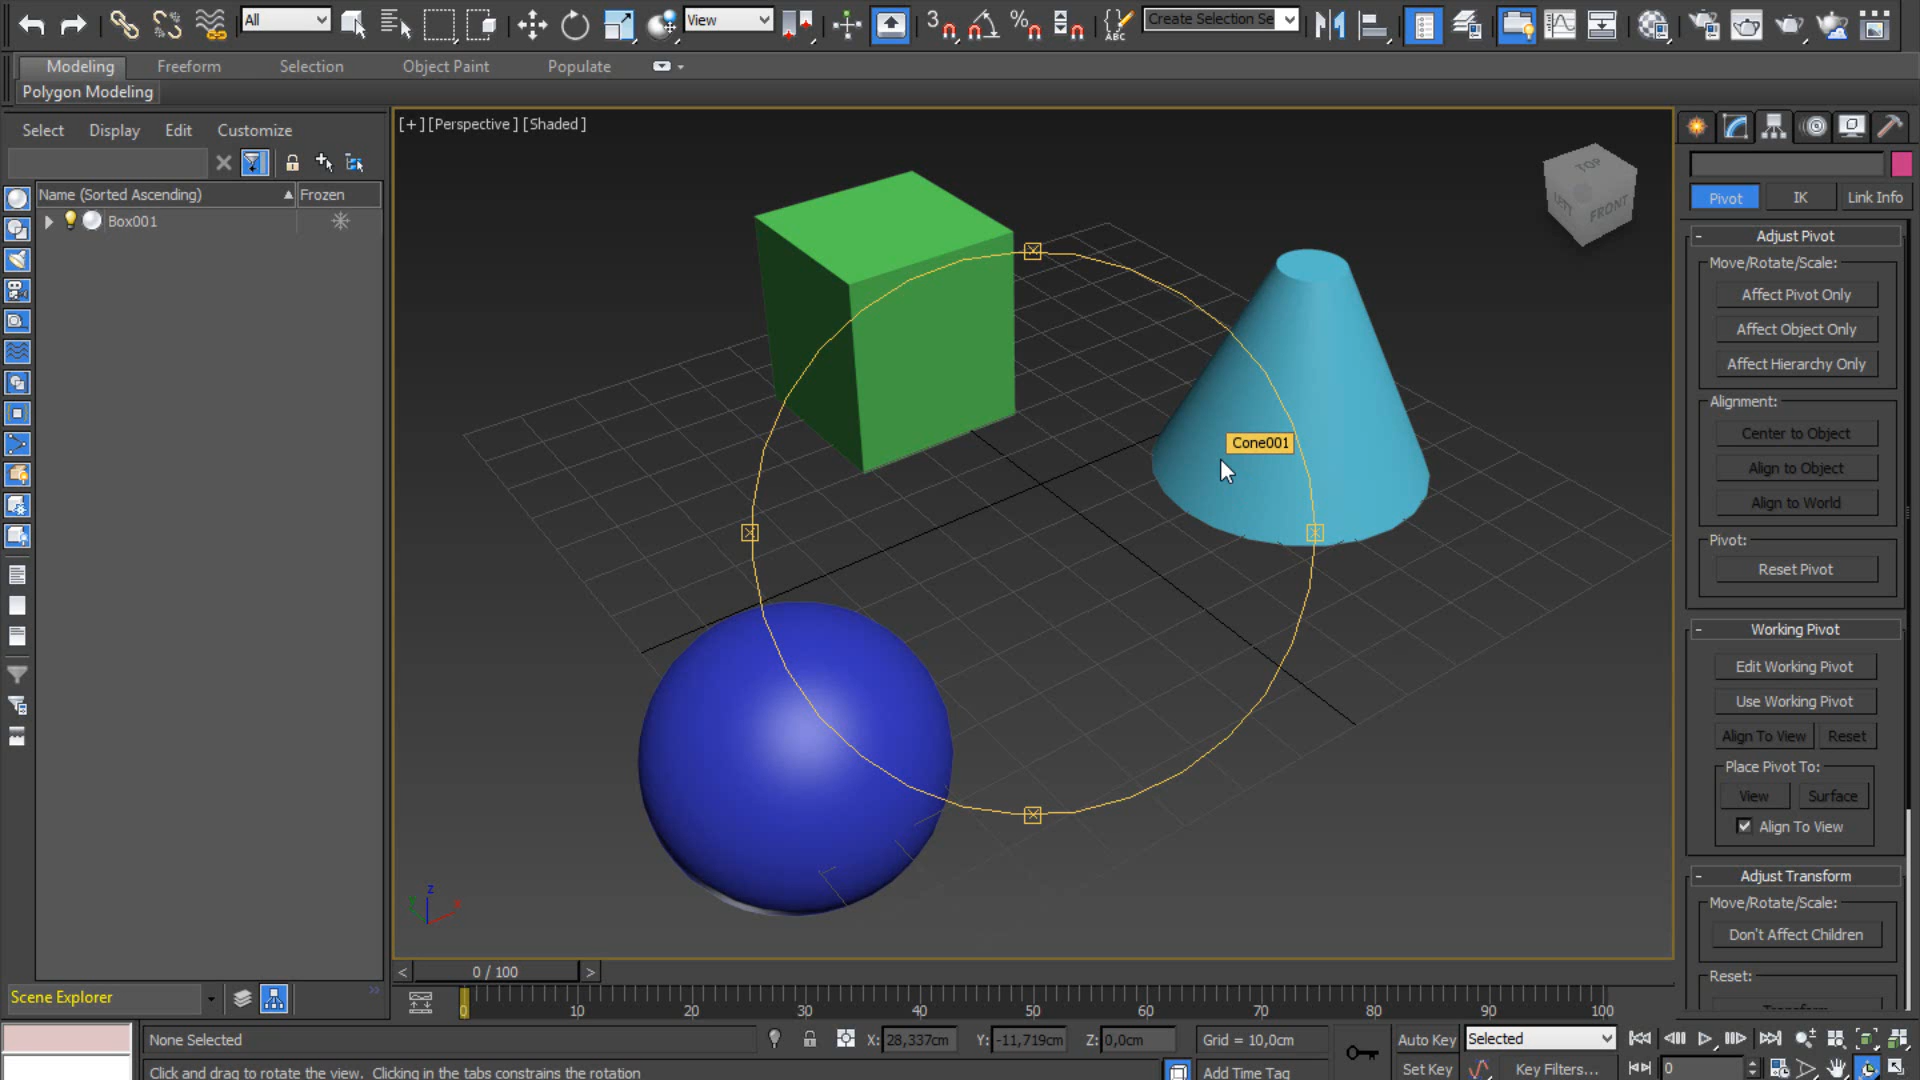 All
View
3
%
ABC
Create Selection Se
Modeling
Freeform
Selection
Object Paint
Populate
Polygon Modeling
Select
Display
Edit
Customize
Name (Sorted Ascending)
Frozen
Box001
[+] [Perspective ] [Shaded ]
TOP
LEFT
FRONT
Cone001
z
x
Pivot
IK
Link Info
- Adjust Pivot
Move/Rotate/Scale:
Affect Pivot Only
Affect Object Only
Affect Hierarchy Only
Alignment:
Center to Object
Align to Object
Align to World
Pivot:
Reset Pivot
- Working Pivot
Edit Working Pivot
Use Working Pivot
Align To View
Reset
Place Pivot To:
View
Surface
Align To View
- Adjust Transform
Move/Rotate/Scale:
Don't Affect Children
Reset:
Transform
Scene Explorer
<
0 / 100
>
0
10
20
30
40
50
60
70
80
90
100
None Selected
X: 28,337cm
Y: -11,719cm
Z: 0,0cm
Grid = 10,0cm
Auto Key
Selected
Click and drag to rotate the view. Clicking in the tabs constrains the rotation
Add Time Tag
Set Key
Key Filters...
0